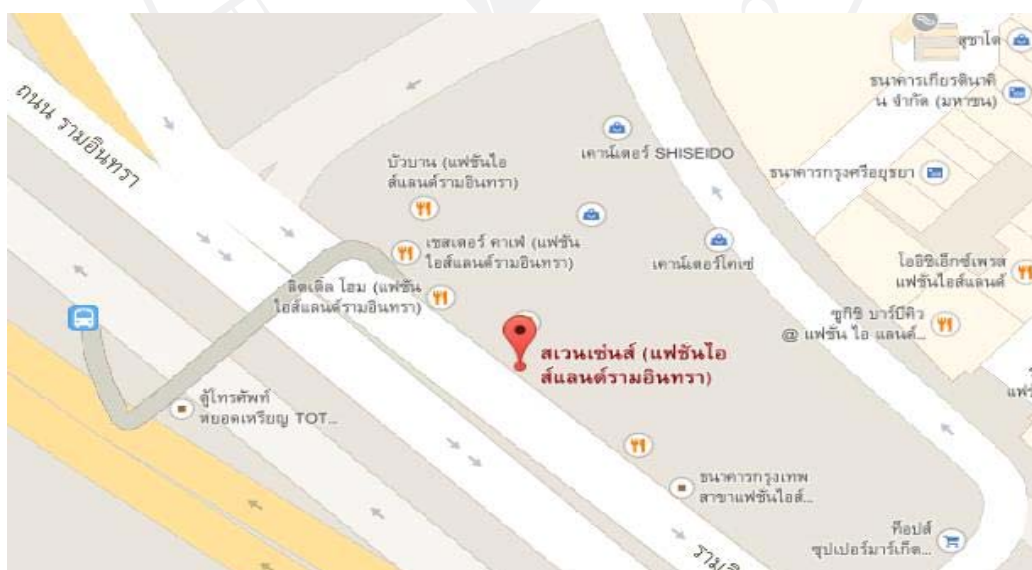 สุชาโด
ธนาคารเกียรตินาคิ
น จำกัด (มหาชน)
ถนน รามอินทรา
เคาน์เตอร์ SHISEIDO
บัวบาน (แฟชั่นไอ
ส์แลนด์รามอินทรา)
ธนาคารกรุงศรีอยุธยา
เชสเตอร์ คาเฟ่ (แฟชั่น
ไอส์แลนด์รามอินทรา)
เคาน์เตอร์โคเซ่
โออิชิเอ็กซ์เพรส
แฟชั่นไอส์แลนด์
ลิตเติ้ล โฮม (แฟชั่น
ไอส์แลนด์รามอินทรา)
ซูกิชิ บาร์บีคิว
@ แฟชั่น ไอ แลนด์...
สเวนเซ่นส์ (แฟชั่นไอ
ส์แลนด์รามอินทรา)
ตู้โทรศัพท์
หยอดเหรียญ TOT...
ธนาคารกรุงเทพ
สาขาแฟชั่นไอส์...
ท็อปส์
ซุปเปอร์มาร์เก็ต...